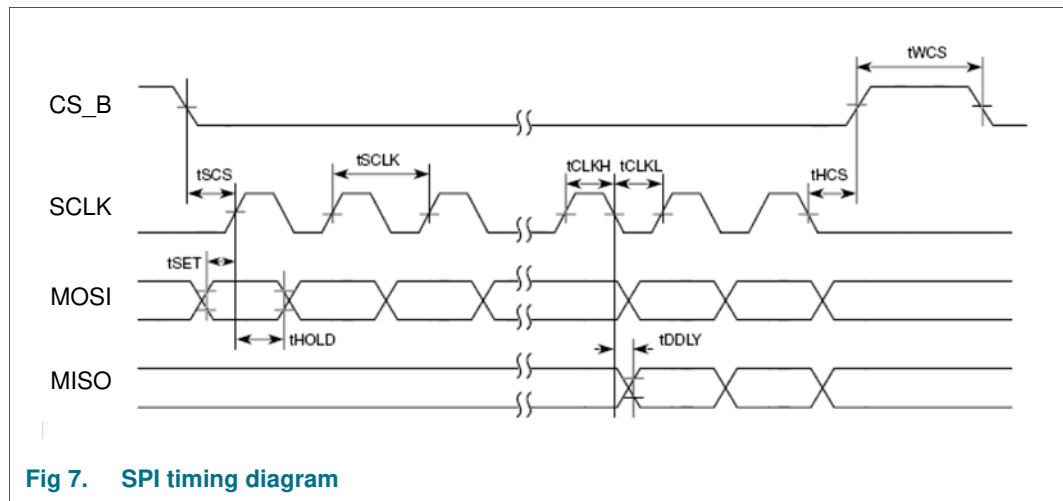 tWCS
CS_B
tSCLK
tCLKH tCLKL
tSCS
tHCS
SCLK
tSET
MOSI
tHOLD
tDDLY
MISO
Fig 7. SPI timing diagram